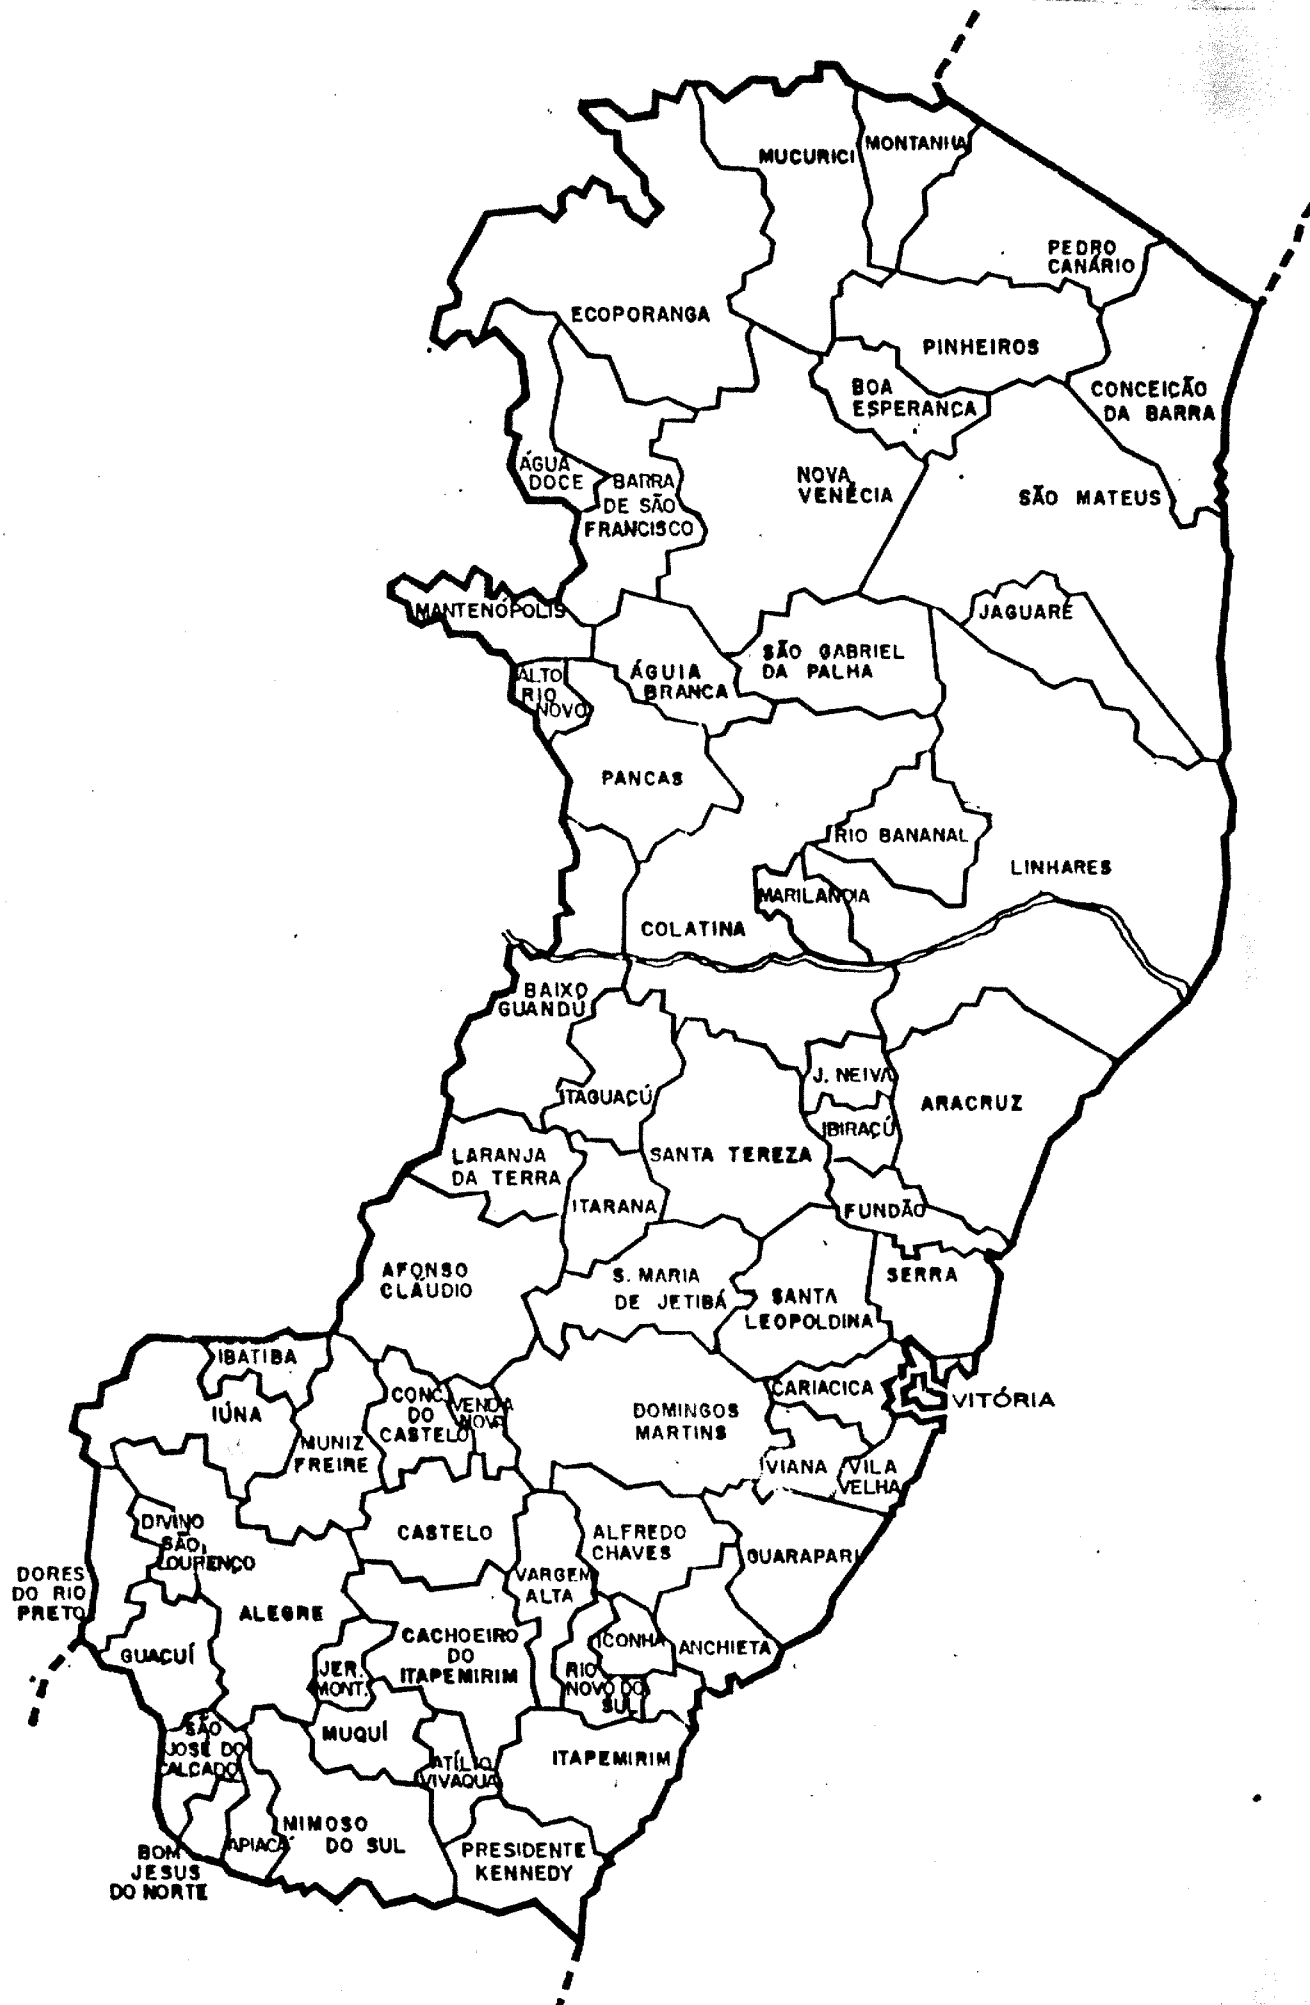 MUCURICI
MONTANHA
PEDRO
CANÁRIO
ECOPORANGA
PINHEIROS
BOA
ESPERANÇA
CONCEIÇÃO
DA BARRA
ÁGUA
DOCE
BARRA
DE SÃO
FRANCISCO
NOVA
VENÉCIA
SÃO MATEUS
MANTENÓPOLIS
JAGUARÉ
ALTO
RIO
NOVO
ÁGUIA
BRANCA
SÃO GABRIEL
DA PALHA
PANCAS
RIO BANANAL
LINHARES
MARILANDIA
COLATINA
BAIXO
GUANDÚ
ITAGUAÇÚ
J. NEIVA
ARACRUZ
IBIRAÇÚ
LARANJA
DA TERRA
SANTA TEREZA
ITARANA
FUNDÃO
AFONSO
CLÁUDIO
S. MARIA
DE JETIBÁ
SANTA
LEOPOLDINA
SERRA
IBATIBA
IÚNA
MUNIZ
FREIRE
CONC.
DO
CASTELO
VENDA
NOVA
DOMINGOS
MARTINS
CARIACICA
VITÓRIA
VIANA
VILA
VELHA
DIVINO
SÃO
LOURENÇO
CASTELO
ALFREDO
CHAVES
GUARAPARI
DORES
DO RIO
PRETO
VARGEM
ALTA
ALEGRE
GUAÇUÍ
JER.
MONT.
CACHOEIRO
DO
ITAPEMIRIM
ICONHA
ANCHIETA
RIO
NOVO DO
SUL
SÃO
JOSÉ DO
CALÇADO
MUQUÍ
ATÍLIO
VIVAQUA
ITAPEMIRIM
BOM
JESUS
DO NORTE
APIACÁ
MIMOSO
DO SUL
PRESIDENTE
KENNEDY